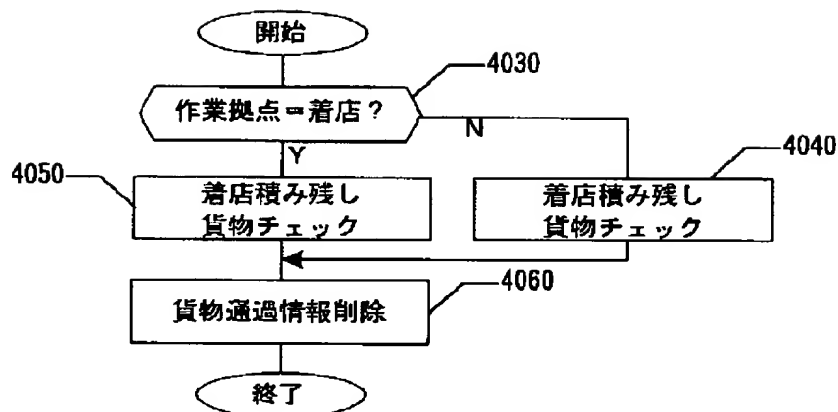 開始
4030
作業拠点=着店?
N
Y
4040
4050
着店積み残し
貨物チェック
着店積み残し
貨物チェック
4060
貨物通過情報削除
終了